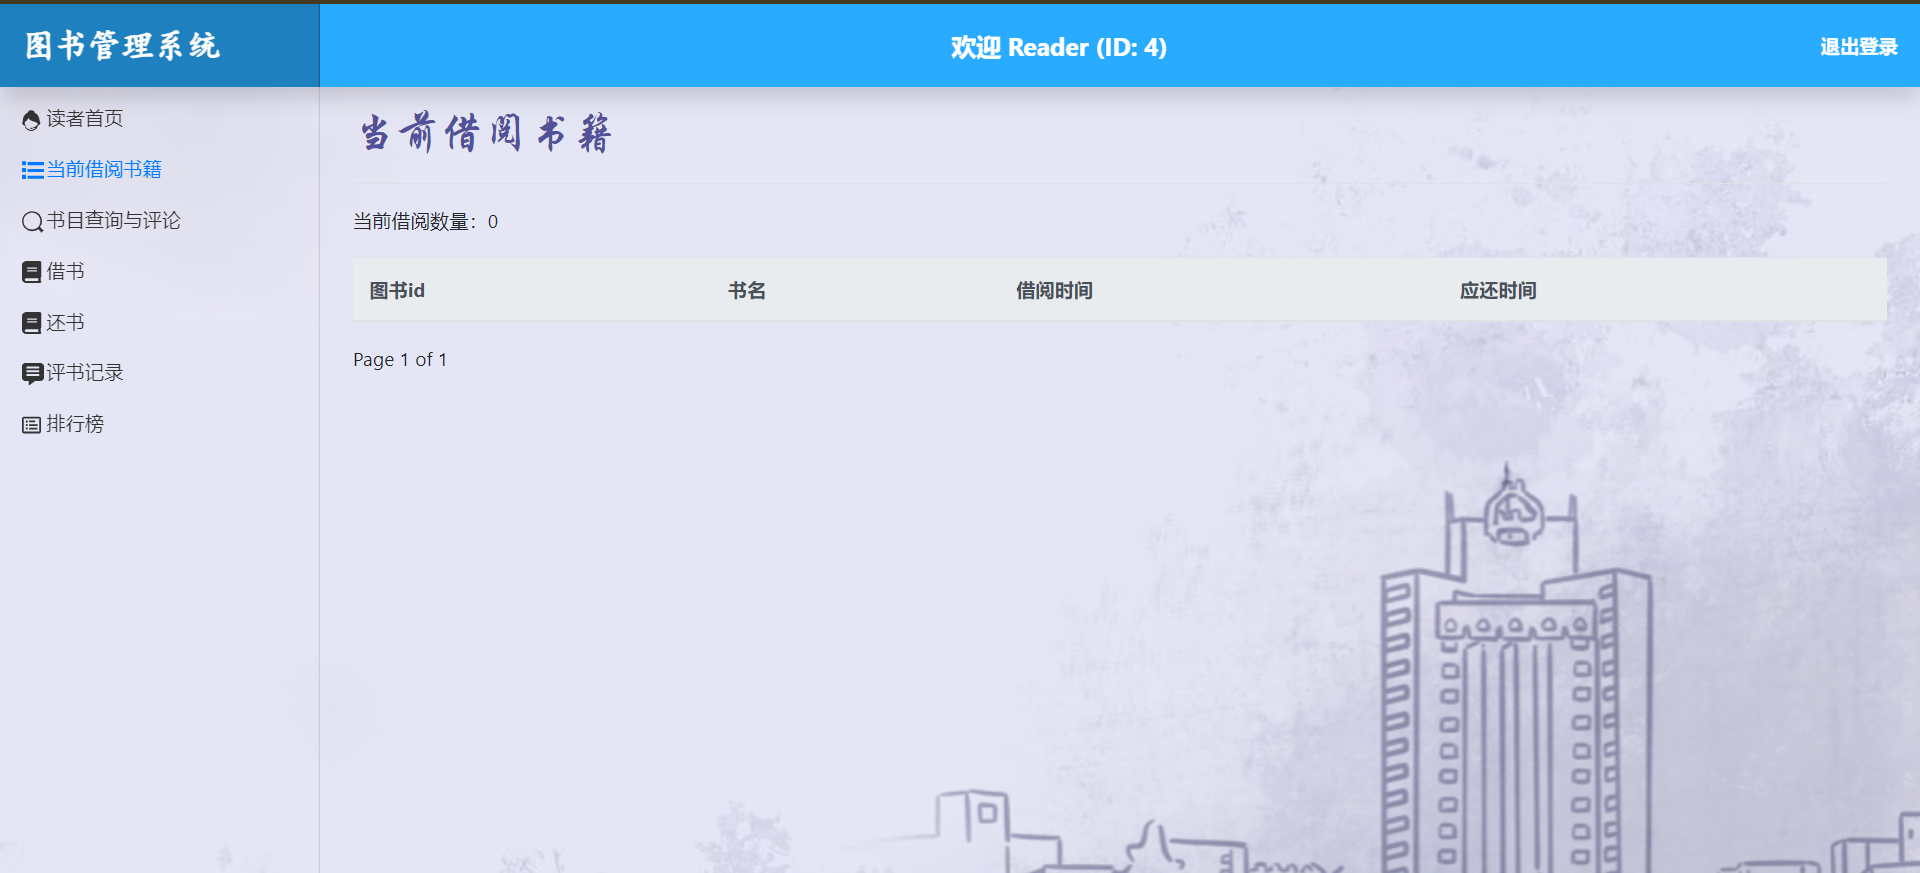 图书管理系统
欢迎 Reader (ID: 4)
退出登录
读者首页
当前借阅书籍
书目查询与评论
借书
还书
评书记录
排行榜
当前借阅书籍
当前借阅数量：0
图书id 书名 借阅时间 应还时间
Page 1 of 1